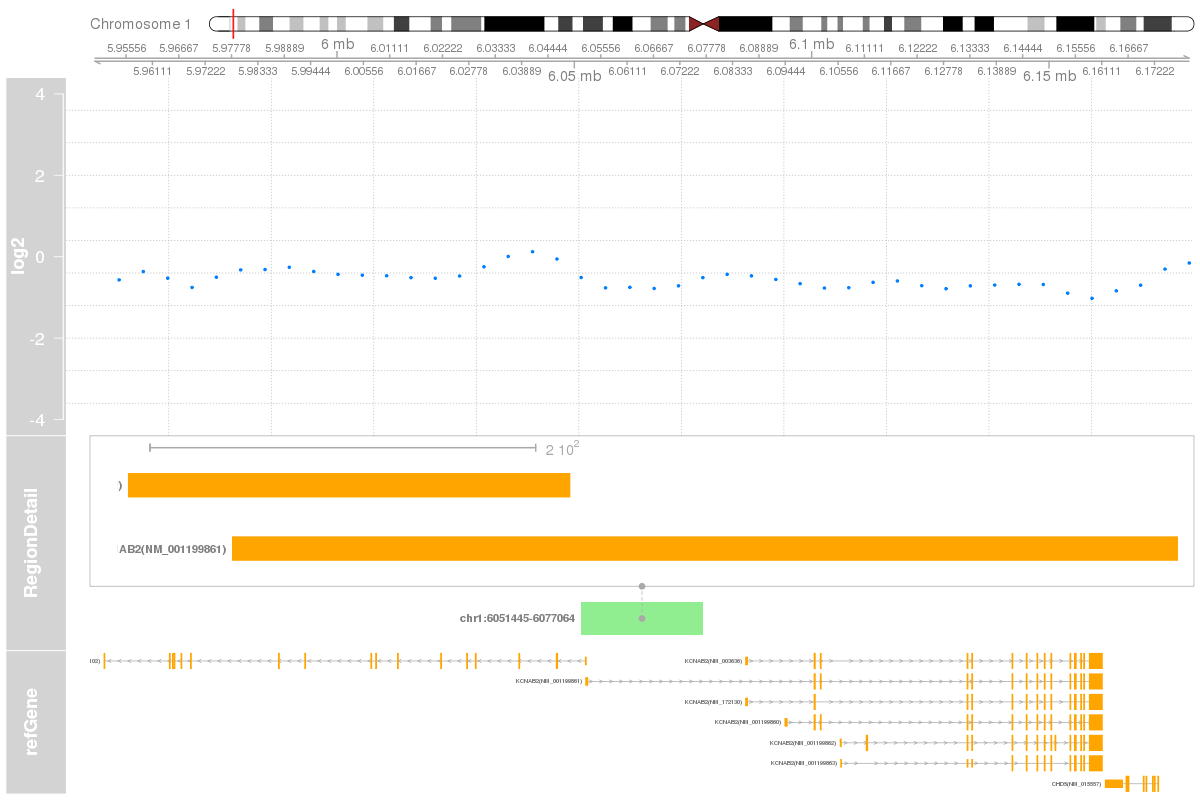 Chromosome 1
5.95556 5.96667 5.97778 5.98889 6 mb 6.01111 6.02222 6.03333 6.04444 6.05556 6.06667 6.07778 6.08889 6.1 mb 6.11111 6.12222 6.13333 6.14444 6.15556 6.16667
5.96111 5.97222 5.98333 5.99444 6.00556 6.01667 6.02778 6.03889 6.05 mb 6.06111 6.07222 6.08333 6.09444 6.10556 6.11667 6.12778 6.13889 6.15 mb 6.16111 6.17222
4
2
0
-2
-4
log2
2 10²
)
AB2(NM_001199861)
RegionDetail
chr1:6051445-6077064
KCNAB2(NM_003636)
KCNAB2(NM_001199861)
KCNAB2(NM_172130)
KCNAB2(NM_001199860)
KCNAB2(NM_001199862)
KCNAB2(NM_001199863)
CHD5(NM_015557)
refGene